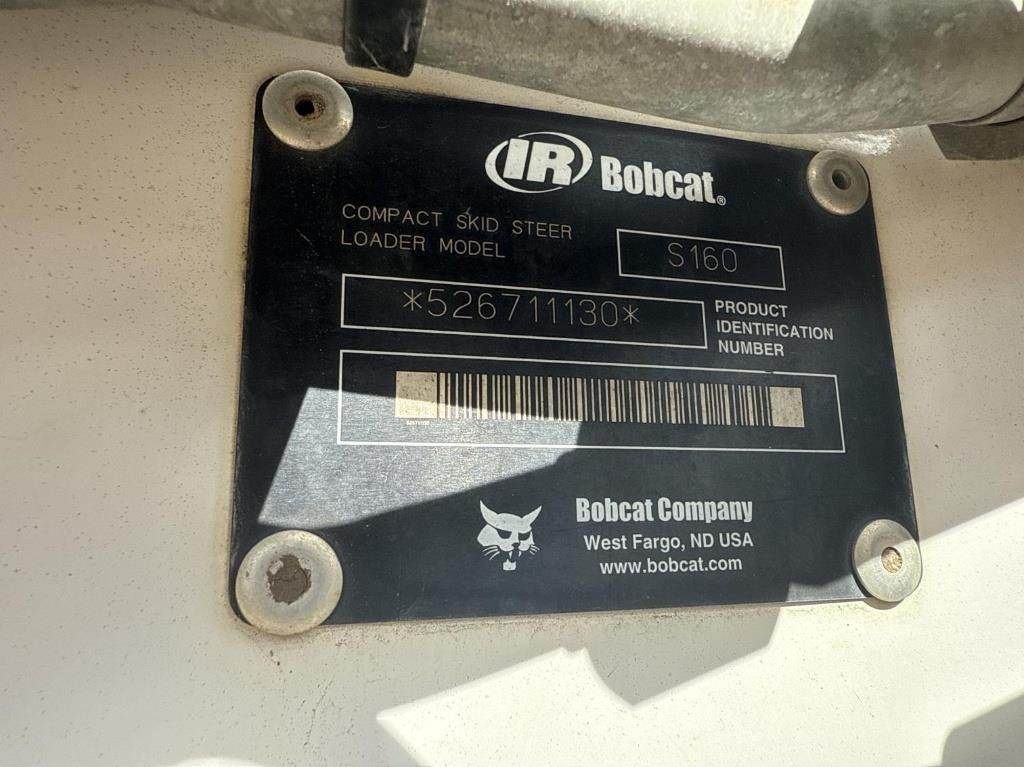 IR Bobcat®
COMPACT SKID STEER
LOADER MODEL
S160
*526711130*
PRODUCT
IDENTIFICATION
NUMBER
Bobcat Company
West Fargo, ND USA
www.bobcat.com